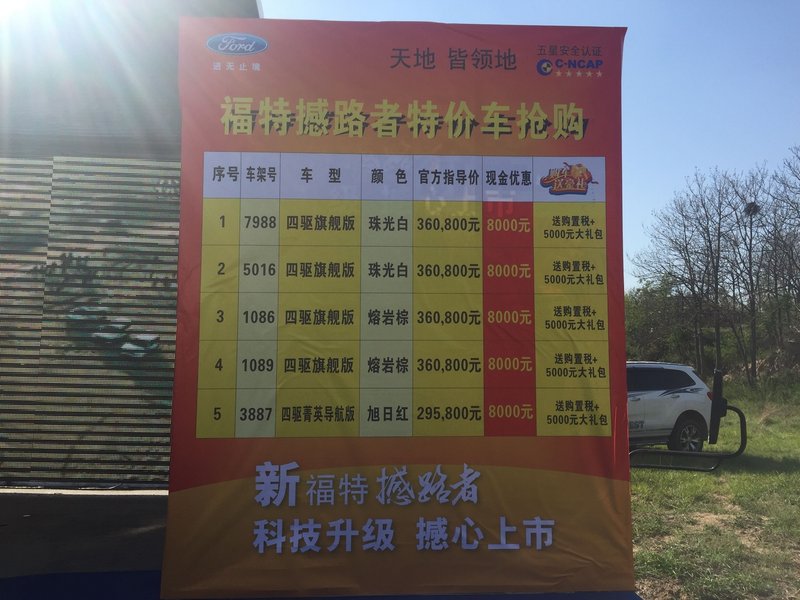 Ford
进无止境
天地 皆领地
五星安全认证
C-NCAP
福特撼路者特价车抢购
序号 车架号 车 型 颜 色 官方指导价 现金优惠
1 7988 四驱旗舰版 珠光白 360,800元 8000元 送购置税+
5000元大礼包
2 5016 四驱旗舰版 珠光白 360,800元 8000元 送购置税+
5000元大礼包
3 1086 四驱旗舰版 熔岩棕 360,800元 8000元 送购置税+
5000元大礼包
4 1089 四驱旗舰版 熔岩棕 360,800元 8000元 送购置税+
5000元大礼包
5 3887 四驱菁英导航版 旭日红 295,800元 8000元 送购置税+
5000元大礼包
新福特撼路者
科技升级 撼心上市